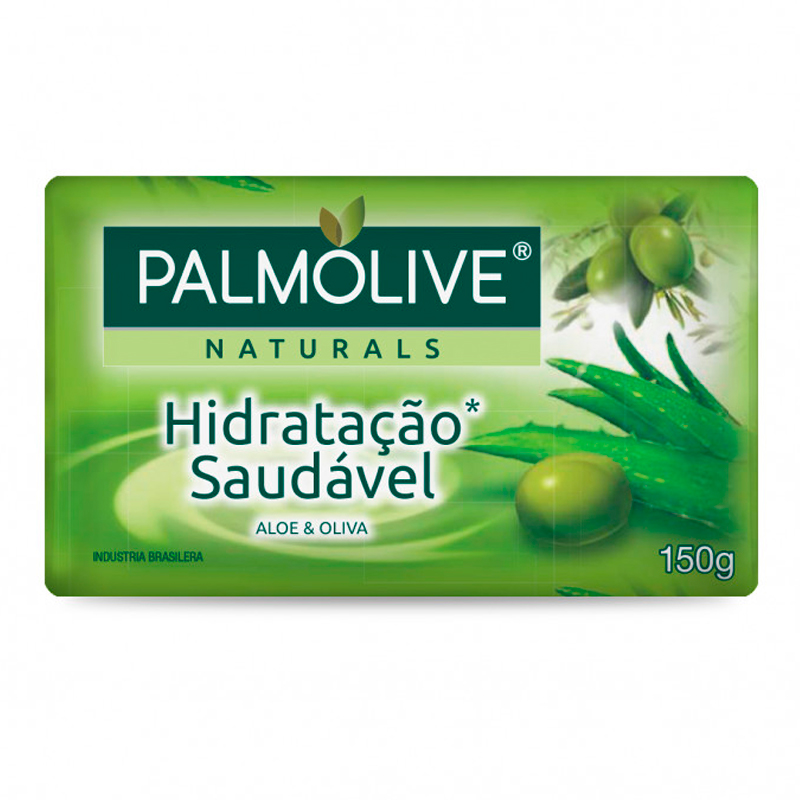 PALMOLIVE®
NATURALS
Hidratação*
Saudável
ALOE & OLIVA
INDUSTRIA BRASILERA
150g